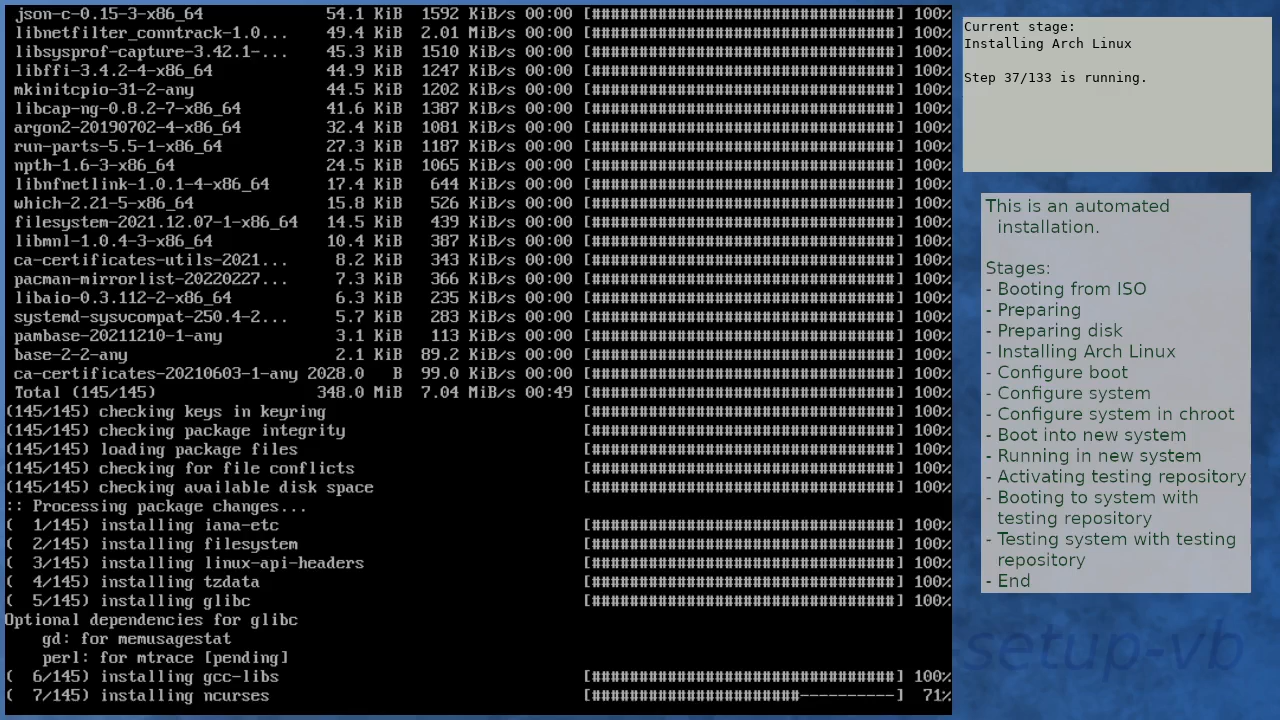 json-c-0.15-3-x86_64 54.1 KiB 1592 KiB/s 00:00 [################################] 100%
libnetfilter_conntrack-1.0... 49.4 KiB 2.01 MiB/s 00:00 [################################] 100%
libsysprof-capture-3.42.1-... 45.3 KiB 1510 KiB/s 00:00 [################################] 100%
libffi-3.4.2-4-x86_64 44.9 KiB 1247 KiB/s 00:00 [################################] 100%
mkinitcpio-31-2-any 44.5 KiB 1202 KiB/s 00:00 [################################] 100%
libcap-ng-0.8.2-7-x86_64 41.6 KiB 1387 KiB/s 00:00 [################################] 100%
argon2-20190702-4-x86_64 32.4 KiB 1081 KiB/s 00:00 [################################] 100%
run-parts-5.5-1-x86_64 27.3 KiB 1187 KiB/s 00:00 [################################] 100%
npth-1.6-3-x86_64 24.5 KiB 1065 KiB/s 00:00 [################################] 100%
libnfnetlink-1.0.1-4-x86_64 17.4 KiB 644 KiB/s 00:00 [################################] 100%
which-2.21-5-x86_64 15.8 KiB 526 KiB/s 00:00 [################################] 100%
filesystem-2021.12.07-1-x86_64 14.5 KiB 439 KiB/s 00:00 [################################] 100%
libmnl-1.0.4-3-x86_64 10.4 KiB 387 KiB/s 00:00 [################################] 100%
ca-certificates-utils-2021... 8.2 KiB 343 KiB/s 00:00 [################################] 100%
pacman-mirrorlist-20220227... 7.3 KiB 366 KiB/s 00:00 [################################] 100%
libaio-0.3.112-2-x86_64 6.3 KiB 235 KiB/s 00:00 [################################] 100%
systemd-sysvcompat-250.4-2... 5.7 KiB 283 KiB/s 00:00 [################################] 100%
pambase-20211210-1-any 3.1 KiB 113 KiB/s 00:00 [################################] 100%
base-2-2-any 2.1 KiB 89.2 KiB/s 00:00 [################################] 100%
ca-certificates-20210603-1-any 2028.0 B 99.0 KiB/s 00:00 [################################] 100%
Total (145/145) 348.0 MiB 7.04 MiB/s 00:49 [################################] 100%
(145/145) checking keys in keyring [################################] 100%
(145/145) checking package integrity [################################] 100%
(145/145) loading package files [################################] 100%
(145/145) checking for file conflicts [################################] 100%
(145/145) checking available disk space [################################] 100%
:: Processing package changes...
( 1/145) installing iana-etc [################################] 100%
( 2/145) installing filesystem [################################] 100%
( 3/145) installing linux-api-headers [################################] 100%
( 4/145) installing tzdata [################################] 100%
( 5/145) installing glibc [################################] 100%
Optional dependencies for glibc
gd: for memusagestat
perl: for mtrace [pending]
( 6/145) installing gcc-libs [################################] 100%
( 7/145) installing ncurses [######################----------] 71%
Current stage:
Installing Arch Linux
Step 37/133 is running.
This is an automated
installation.
Stages:
- Booting from ISO
- Preparing
- Preparing disk
- Installing Arch Linux
- Configure boot
- Configure system
- Configure system in chroot
- Boot into new system
- Running in new system
- Activating testing repository
- Booting to system with
testing repository
- Testing system with testing
repository
- End
setup-vb